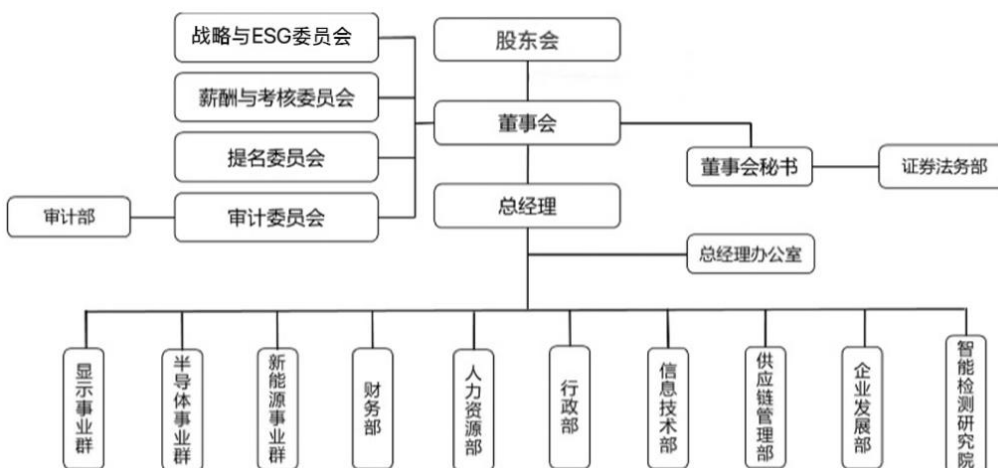 战略与ESG委员会
股东会
薪酬与考核委员会
董事会
提名委员会
董事会秘书
证券法务部
审计部
审计委员会
总经理
总经理办公室
显示事业群
半导体事业群
新能源事业群
财务部
人力资源部
行政部
信息技术部
供应链管理部
企业发展部
智能检测研究院